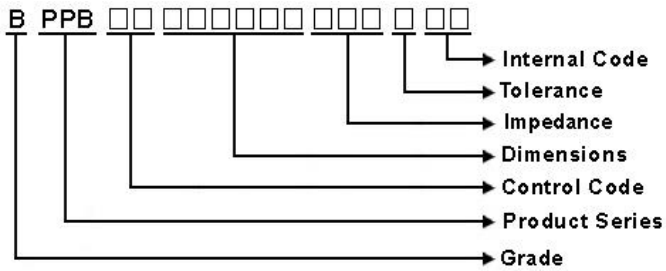 B PPB □□ □□□□□□ □□□ □ □□
Internal Code
Tolerance
Impedance
Dimensions
Control Code
Product Series
Grade